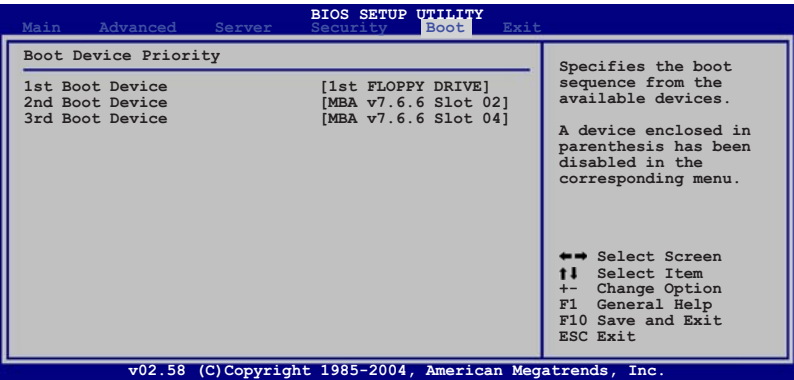 BIOS SETUP UTILITY
Main Advanced Server Security Boot Exit
Boot Device Priority
1st Boot Device [1st FLOPPY DRIVE]
2nd Boot Device [MBA v7.6.6 Slot 02]
3rd Boot Device [MBA v7.6.6 Slot 04]
Specifies the boot
sequence from the
available devices.
A device enclosed in
parenthesis has been
disabled in the
corresponding menu.
←→ Select Screen
↑↓ Select Item
+- Change Option
F1 General Help
F10 Save and Exit
ESC Exit
v02.58 (C)Copyright 1985-2004, American Megatrends, Inc.